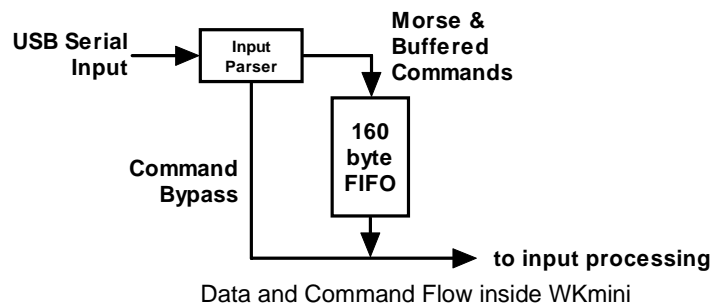 USB Serial
Input
Input
Parser
Morse &
Buffered
Commands
160
byte
FIFO
Command
Bypass
to input processing
Data and Command Flow inside WKmini